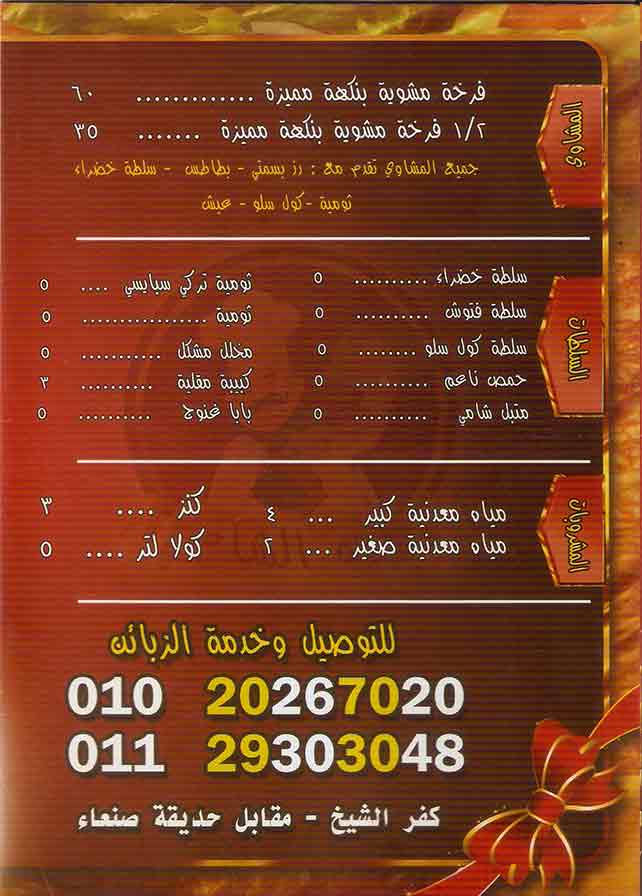 المشاوي
فرخة مشوية بنكهة مميزة ............. ٦٠
١/٢ فرخة مشوية بنكهة مميزة ....... ٣٥
جميع المشاوي تقدم مع : رز بسمتي - بطاطس - سلطة خضراء
ثومية - كول سلو - عيش
السلطات
سلطة خضراء .......... ٥
سلطة فتوش .......... ٥
سلطة كول سلو ........ ٥
حمص ناعم .......... ٥
متبل شامي .......... ٥
ثومية تركي سبايسي .... ٥
ثومية ................. ٥
مخلل مشكل ........... ٥
كبيبة مقلية .......... ٣
بابا غنوج .......... ٥
المشروبات
مياه معدنية كبير ... ٤
مياه معدنية صغير ... ٢
كنز .... ٣
كولا لتر .... ٥
للتوصيل وخدمة الزبائن
010 20267020
011 29303048
كفر الشيخ - مقابل حديقة صنعاء